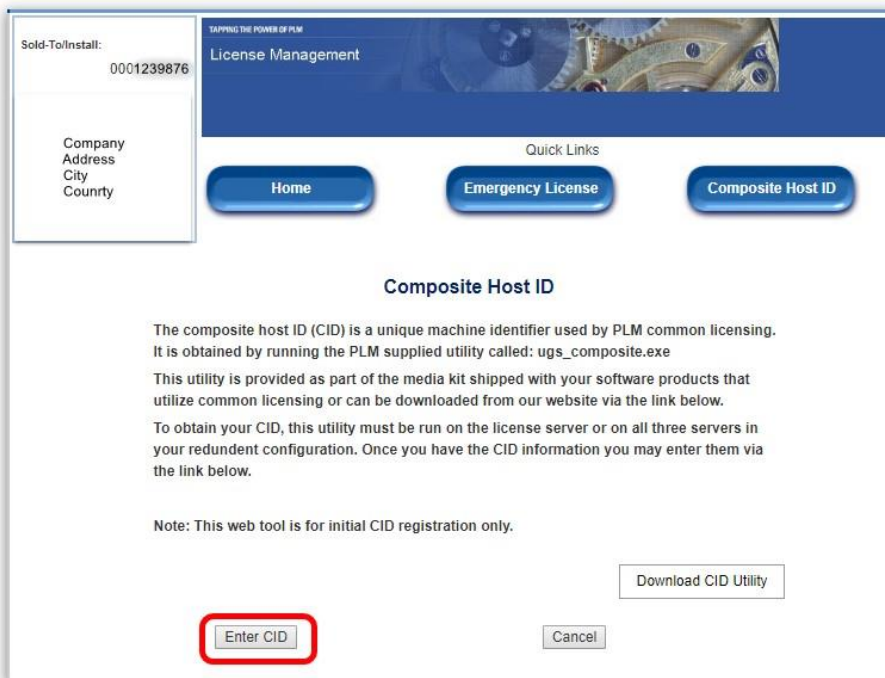 Sold-To/Install:
0001239876
Company
Address
City
Counrty
TAPPING THE POWER OF PLM
License Management
Quick Links
Home
Emergency License
Composite Host ID
Composite Host ID
The composite host ID (CID) is a unique machine identifier used by PLM common licensing.
It is obtained by running the PLM supplied utility called: ugs_composite.exe
This utility is provided as part of the media kit shipped with your software products that
utilize common licensing or can be downloaded from our website via the link below.
To obtain your CID, this utility must be run on the license server or on all three servers in
your redundent configuration. Once you have the CID information you may enter them via
the link below.
Note: This web tool is for initial CID registration only.
Download CID Utility
Enter CID
Cancel